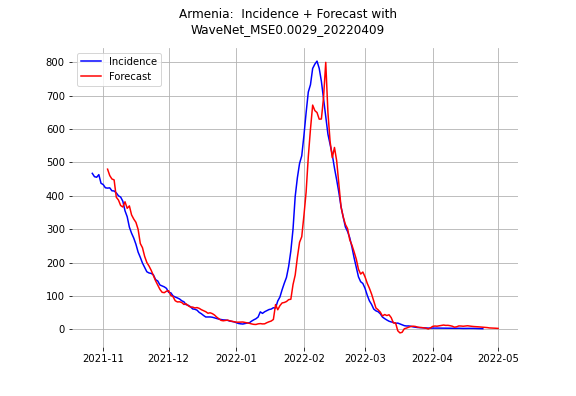 Armenia:  Incidence + Forecast with
WaveNet_MSE0.0029_20220409
Incidence
Forecast
800
700
600
500
400
300
200
100
0
2021-11 2021-12 2022-01 2022-02 2022-03 2022-04 2022-05